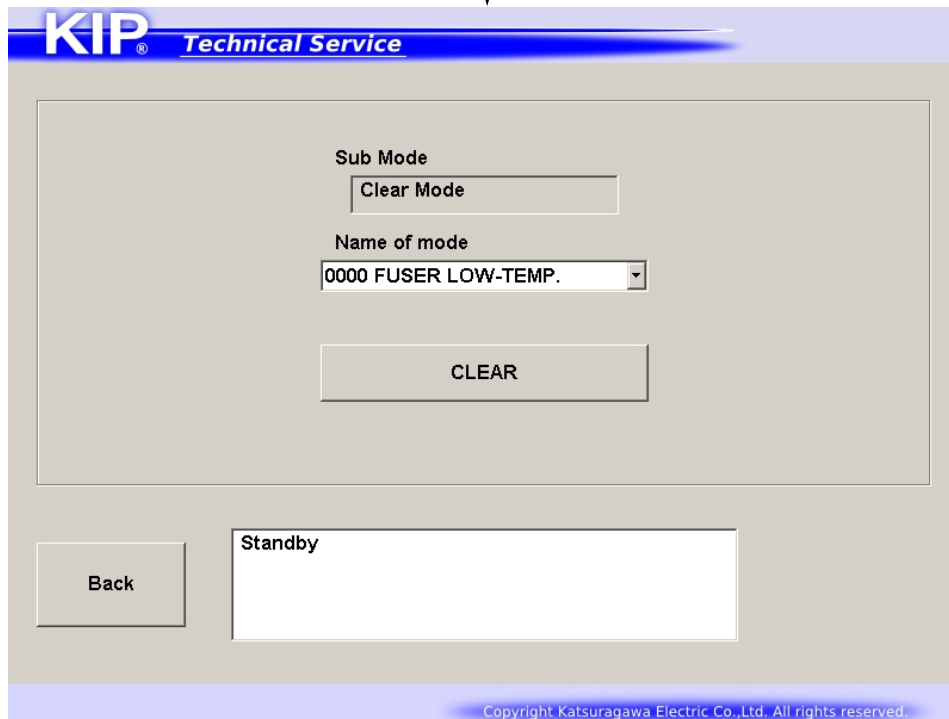 KIP® Technical Service
Sub Mode
Clear Mode
Name of mode
0000 FUSER LOW-TEMP.
CLEAR
Standby
Back
Copyright Katsuragawa Electric Co.,Ltd. All rights reserved.